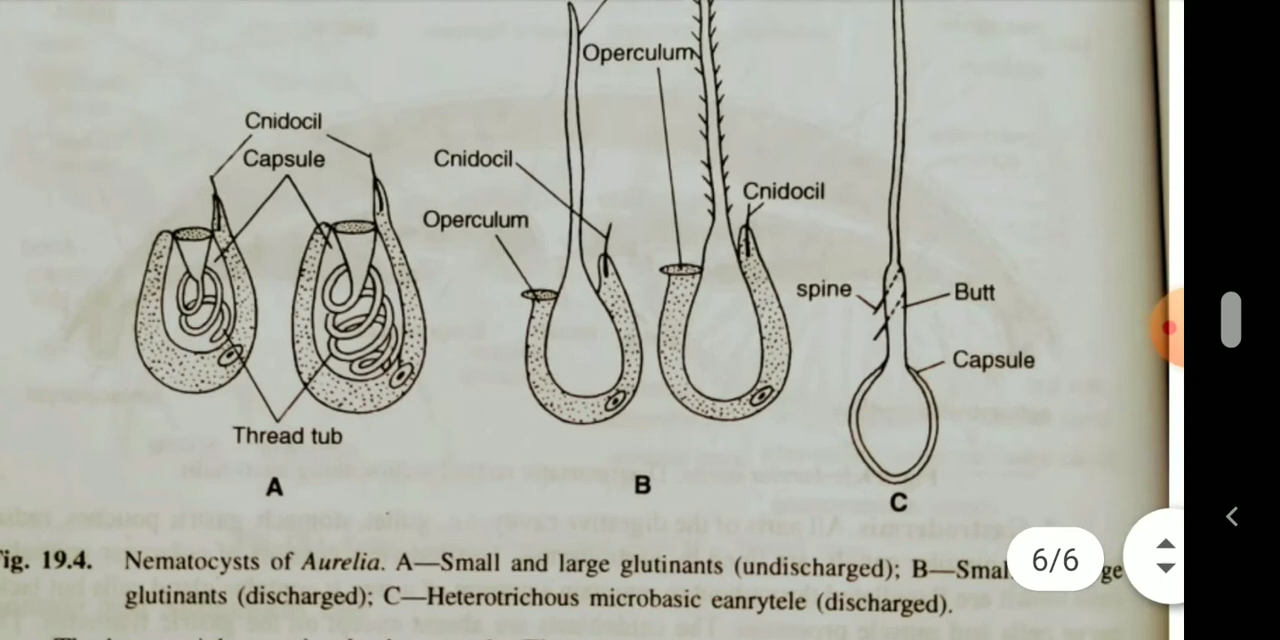 Operculum
Cnidocil
Capsule
Cnidocil
Operculum
Cnidocil
spine
Butt
Capsule
Thread tub
A
B
C
ig. 19.4. Nematocysts of Aurelia. A—Small and large glutinants (undischarged); B—Smal ge
glutinants (discharged); C—Heterotrichous microbasic eanrytele (discharged).
6/6